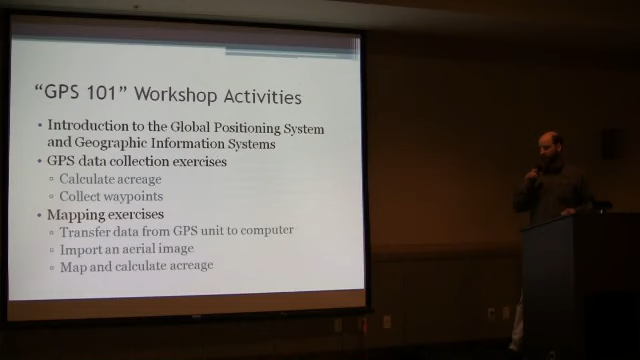 “GPS 101” Workshop Activities
• Introduction to the Global Positioning System
and Geographic Information Systems
• GPS data collection exercises
▫ Calculate acreage
▫ Collect waypoints
• Mapping exercises
▫ Transfer data from GPS unit to computer
▫ Import an aerial image
▫ Map and calculate acreage